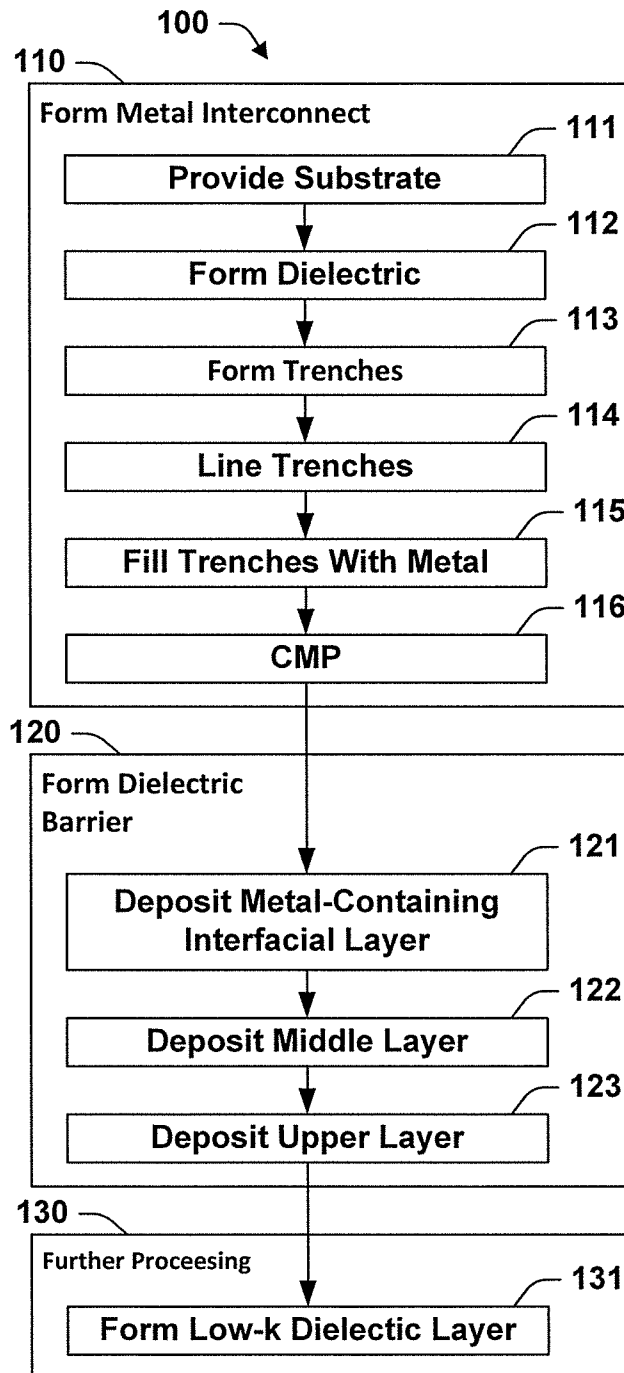 100
110
Form Metal Interconnect
111
Provide Substrate
112
Form Dielectric
113
Form Trenches
114
Line Trenches
115
Fill Trenches With Metal
116
CMP
120
Form Dielectric
Barrier
121
Deposit Metal-Containing
Interfacial Layer
122
Deposit Middle Layer
123
Deposit Upper Layer
130
Further Proceesing
131
Form Low-k Dielectic Layer